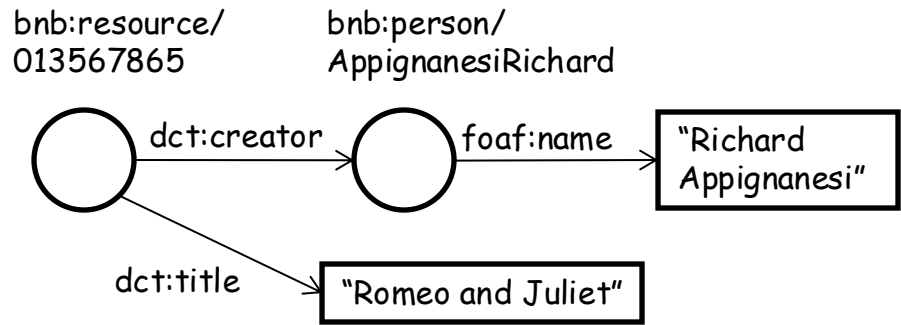 bnb:resource/
013567865
bnb:person/
AppignanesiRichard
dct:creator
foaf:name
“Richard
Appignanesi”
dct:title
“Romeo and Juliet”